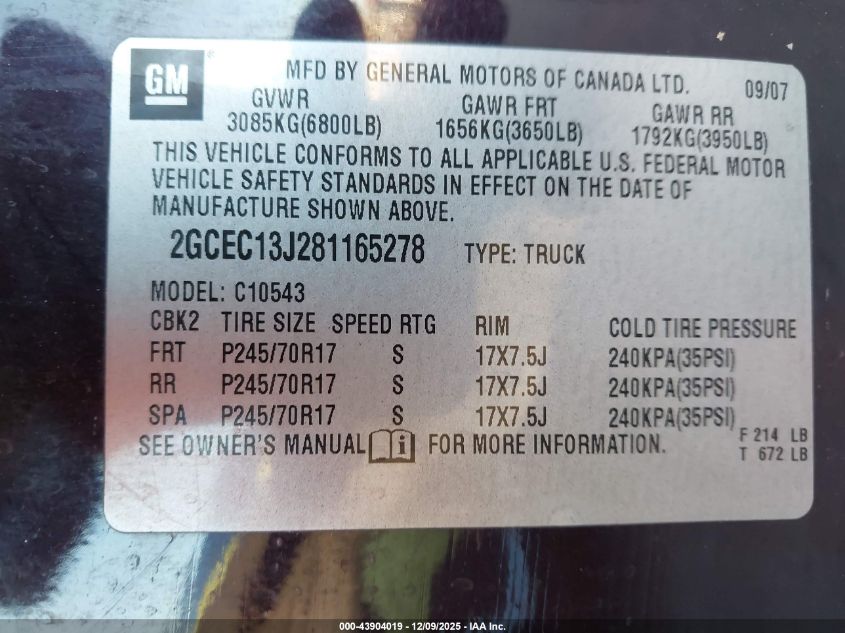 GM
MFD BY GENERAL MOTORS OF CANADA LTD. 09/07
GVWR GAWR FRT GAWR RR
3085KG(6800LB) 1656KG(3650LB) 1792KG(3950LB)
THIS VEHICLE CONFORMS TO ALL APPLICABLE U.S. FEDERAL MOTOR
VEHICLE SAFETY STANDARDS IN EFFECT ON THE DATE OF
MANUFACTURE SHOWN ABOVE.
2GCEC13J281165278 TYPE: TRUCK
MODEL: C10543
CBK2 TIRE SIZE SPEED RTG RIM COLD TIRE PRESSURE
FRT P245/70R17 S 17X7.5J 240KPA(35PSI)
RR P245/70R17 S 17X7.5J 240KPA(35PSI)
SPA P245/70R17 S 17X7.5J 240KPA(35PSI)
SEE OWNER'S MANUAL i FOR MORE INFORMATION.
F 214 LB
T 672 LB
000-43904019 - 12/09/2025 - IAA Inc.